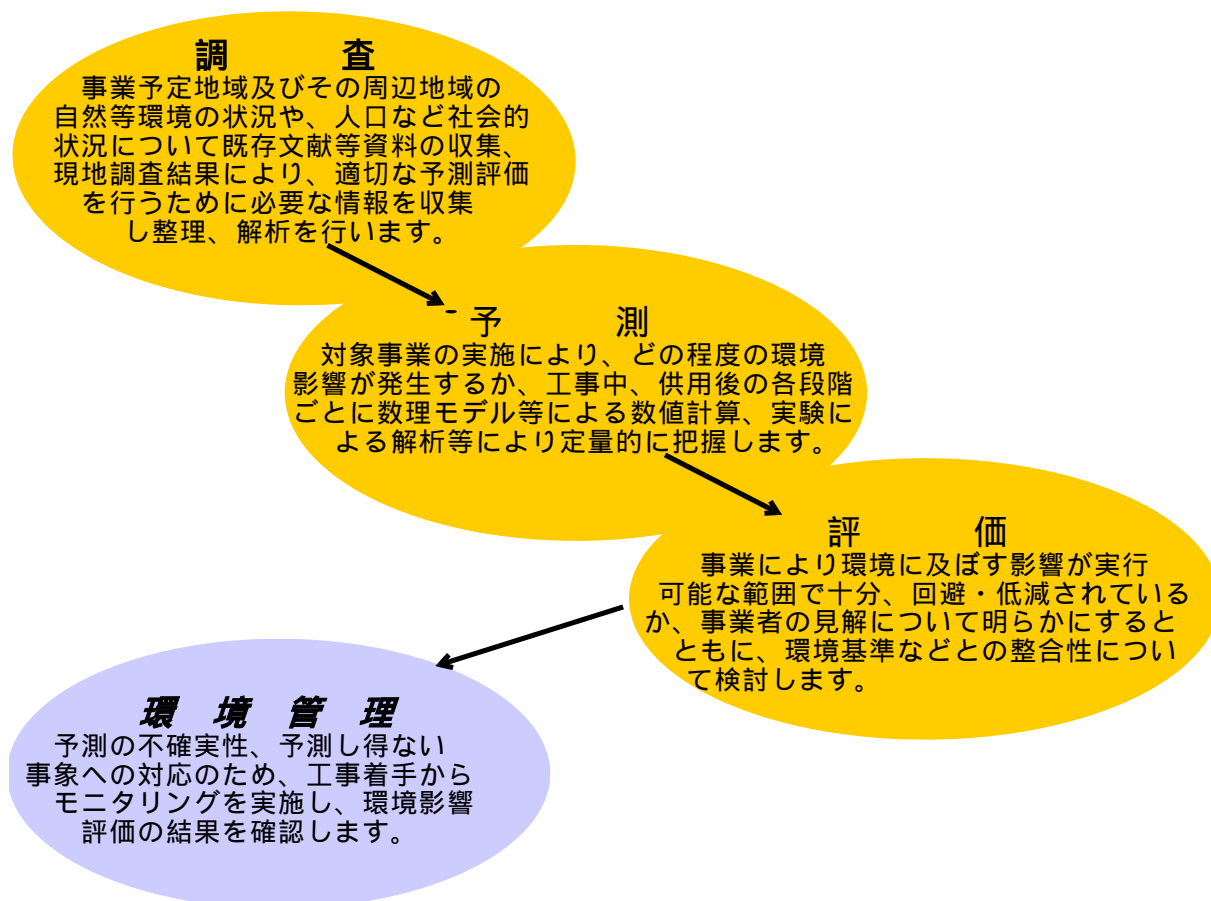 調　査
事業予定地域及びその周辺地域の
自然等環境の状況や、人口など社会的
状況について既存文献等資料の収集、
現地調査結果により、適切な予測評価
を行うために必要な情報を収集
し整理、解析を行います。
予　測
対象事業の実施により、どの程度の環境
影響が発生するか、工事中、供用後の各段階
ごとに数理モデル等による数値計算、実験に
よる解析等により定量的に把握します。
評　価
事業により環境に及ぼす影響が実行
可能な範囲で十分、回避・低減されている
か、事業者の見解について明らかにすると
ともに、環境基準などとの整合性につい
て検討します。
環　境　管　理
予測の不確実性、予測し得ない
事象への対応のため、工事着手から
モニタリングを実施し、環境影響
評価の結果を確認します。